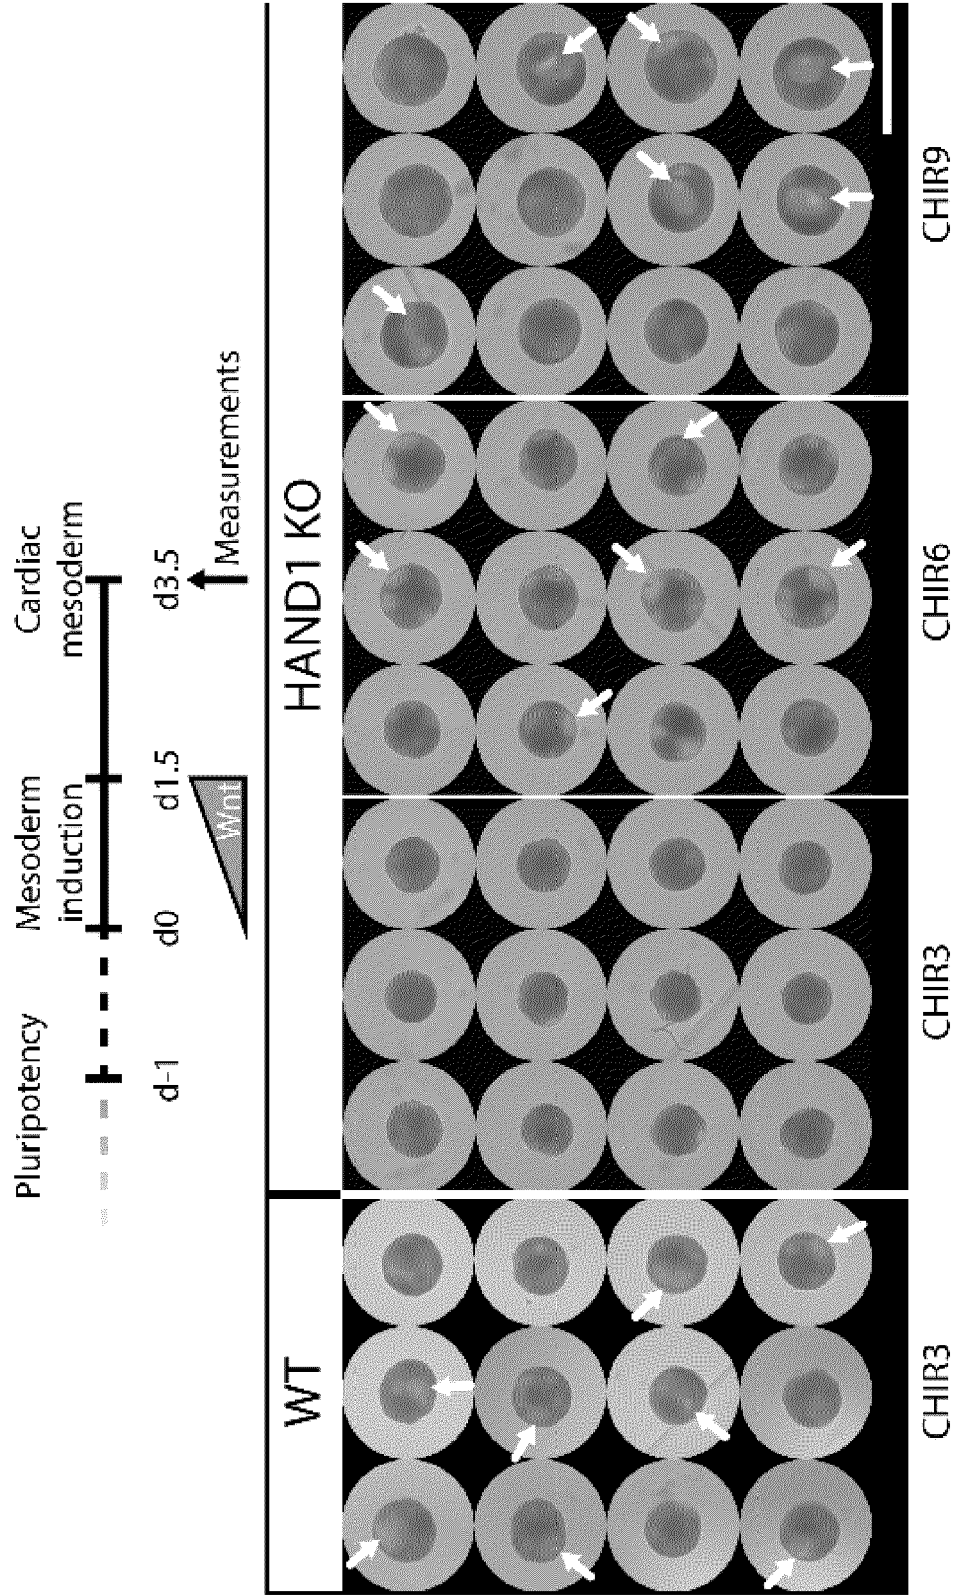 Pluripotency
Mesoderm
induction
Cardiac
mesoderm
d-1
d0
d1.5
d3.5
Wnt
Measurements
WT
HAND1 KO
CHIR3
CHIR3
CHIR6
CHIR9